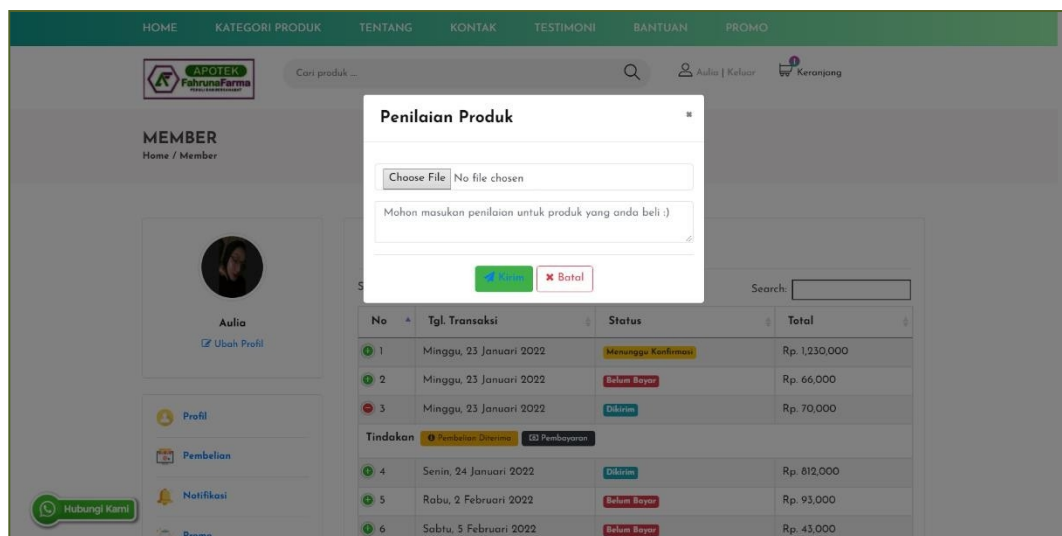 HOME KATEGORI PRODUK TENTANG KONTAK TESTIMONI BANTUAN PROMO
APOTEK
FahrunaFarma
Cari produk ...
Aulia | Keluar
0
Keranjang
MEMBER
Home / Member
Penilaian Produk
Choose File No file chosen
Mohon masukan penilaian untuk produk yang anda beli :)
Kirim Batal
Aulia
Ubah Profil
Profil
Pembelian
Notifikasi
Promo
Hubungi Kami
S
Search:
No Tgl. Transaksi Status Total
1 Minggu, 23 Januari 2022 Menunggu Konfirmasi Rp. 1,230,000
2 Minggu, 23 Januari 2022 Belum Bayar Rp. 66,000
3 Minggu, 23 Januari 2022 Dikirim Rp. 70,000
Tindakan Pembelian Diterima Pembayaran
4 Senin, 24 Januari 2022 Dikirim Rp. 812,000
5 Rabu, 2 Februari 2022 Belum Bayar Rp. 93,000
6 Sabtu, 5 Februari 2022 Belum Bayar Rp. 43,000